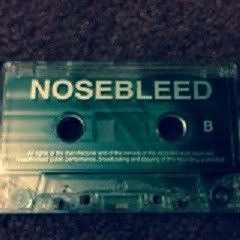 NOSEBLEED
B
All rights of the manufacturer and of the owners of the recorded work reserved.
Unauthorised public performance, broadcasting and copying of this recording prohibited.